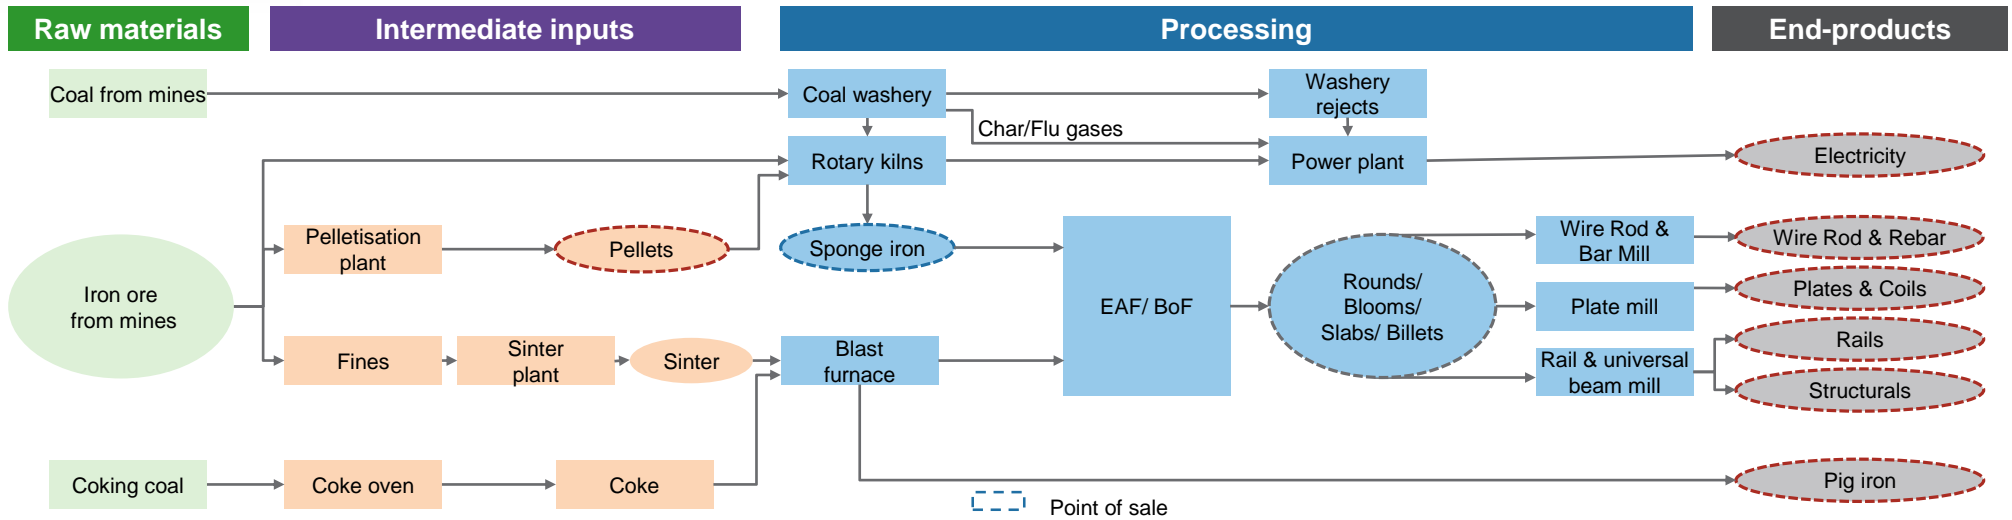 Raw materials
Intermediate inputs
Processing
End-products
Coal from mines
Coal washery
Washery
rejects
Char/Flu gases
Rotary kilns
Power plant
Electricity
Pelletisation
plant
Pellets
Sponge iron
Wire Rod &
Bar Mill
Wire Rod & Rebar
Iron ore
from mines
EAF/ BoF
Rounds/
Blooms/
Slabs/ Billets
Plate mill
Plates & Coils
Fines
Sinter
plant
Sinter
Blast
furnace
Rail & universal
beam mill
Rails
Structurals
Coking coal
Coke oven
Coke
Pig iron
Point of sale